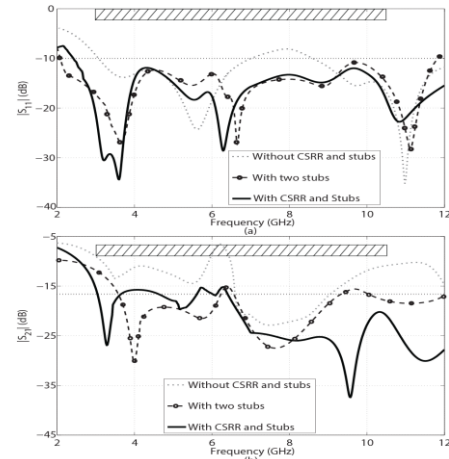 0
-10
-20
-30
-40
|S11|(dB)
Without CSRR and stubs
With two stubs
With CSRR and Stubs
2
4
6
8
10
12
Frequency (GHz)
(a)
-5
-15
-25
-35
-45
|S21|(dB)
Without CSRR and stubs
With two stubs
With CSRR and Stubs
2
4
6
8
10
12
Frequency (GHz)
(b)